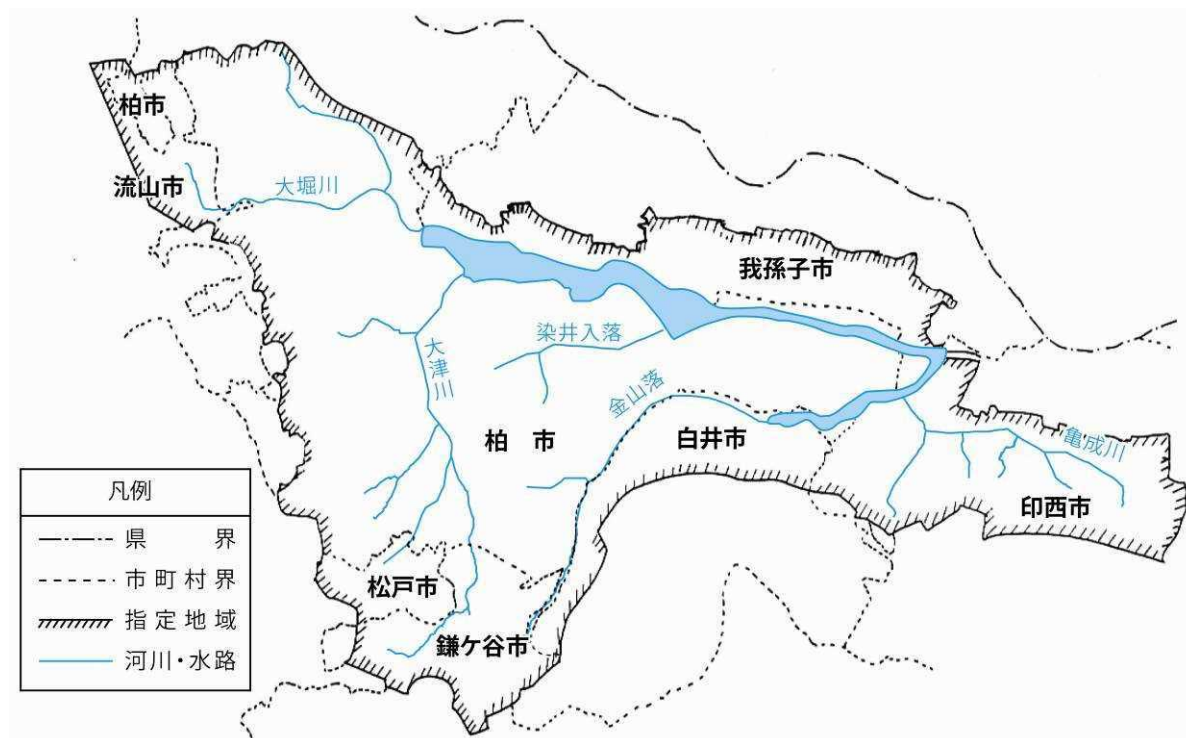 柏市
流山市
大堀川
我孫子市
染井入落
大津川
金山落
柏 市
白井市
亀成川
印西市
松戸市
鎌ケ谷市
凡例
県 界
市町村界
指定地域
河川・水路